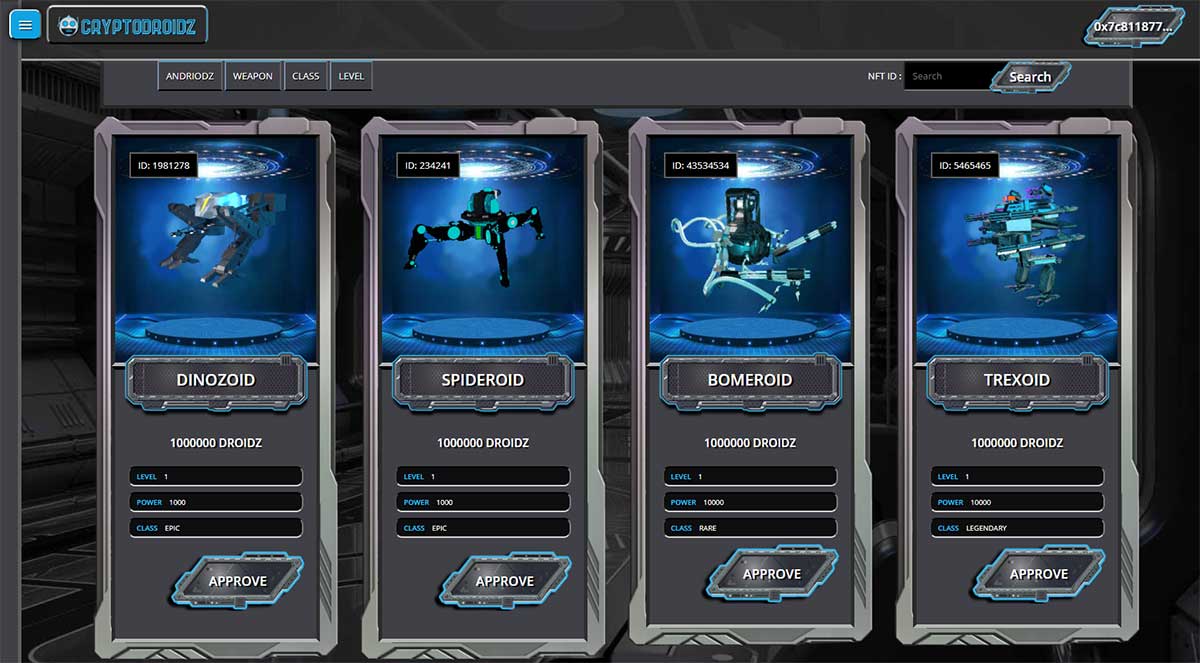 CRYPTODROIDZ
0x7c811877...
ANDRIODZ WEAPON CLASS LEVEL NFT ID : Search Search
ID: 1981278
DINOZOID
1000000 DROIDZ
LEVEL 1
POWER 1000
CLASS EPIC
APPROVE
ID: 234241
SPIDEROID
1000000 DROIDZ
LEVEL 1
POWER 1000
CLASS EPIC
APPROVE
ID: 43534534
BOMEROID
1000000 DROIDZ
LEVEL 1
POWER 10000
CLASS RARE
APPROVE
ID: 5465465
TREXOID
1000000 DROIDZ
LEVEL 1
POWER 10000
CLASS LEGENDARY
APPROVE